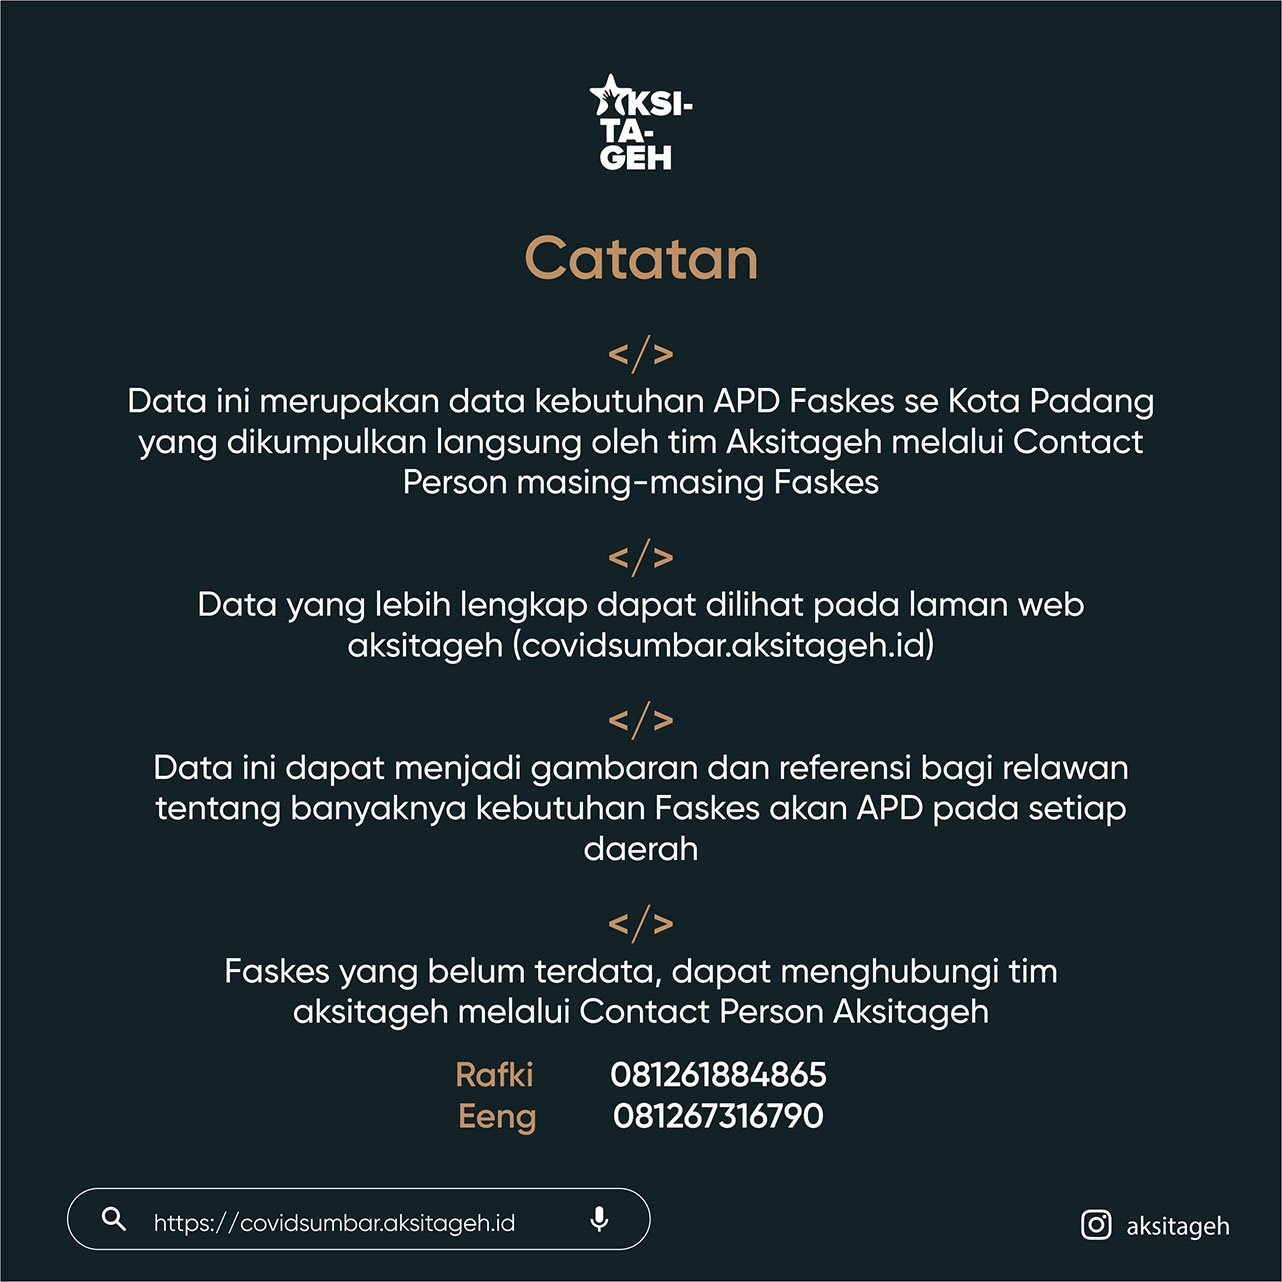 AKSI-
TA-
GEH
Catatan
</>
Data ini merupakan data kebutuhan APD Faskes se Kota Padang
yang dikumpulkan langsung oleh tim Aksitageh melalui Contact
Person masing-masing Faskes
</>
Data yang lebih lengkap dapat dilihat pada laman web
aksitageh (covidsumbar.aksitageh.id)
</>
Data ini dapat menjadi gambaran dan referensi bagi relawan
tentang banyaknya kebutuhan Faskes akan APD pada setiap
daerah
</>
Faskes yang belum terdata, dapat menghubungi tim
aksitageh melalui Contact Person Aksitageh
Rafki 081261884865
Eeng 081267316790
https://covidsumbar.aksitageh.id
aksitageh